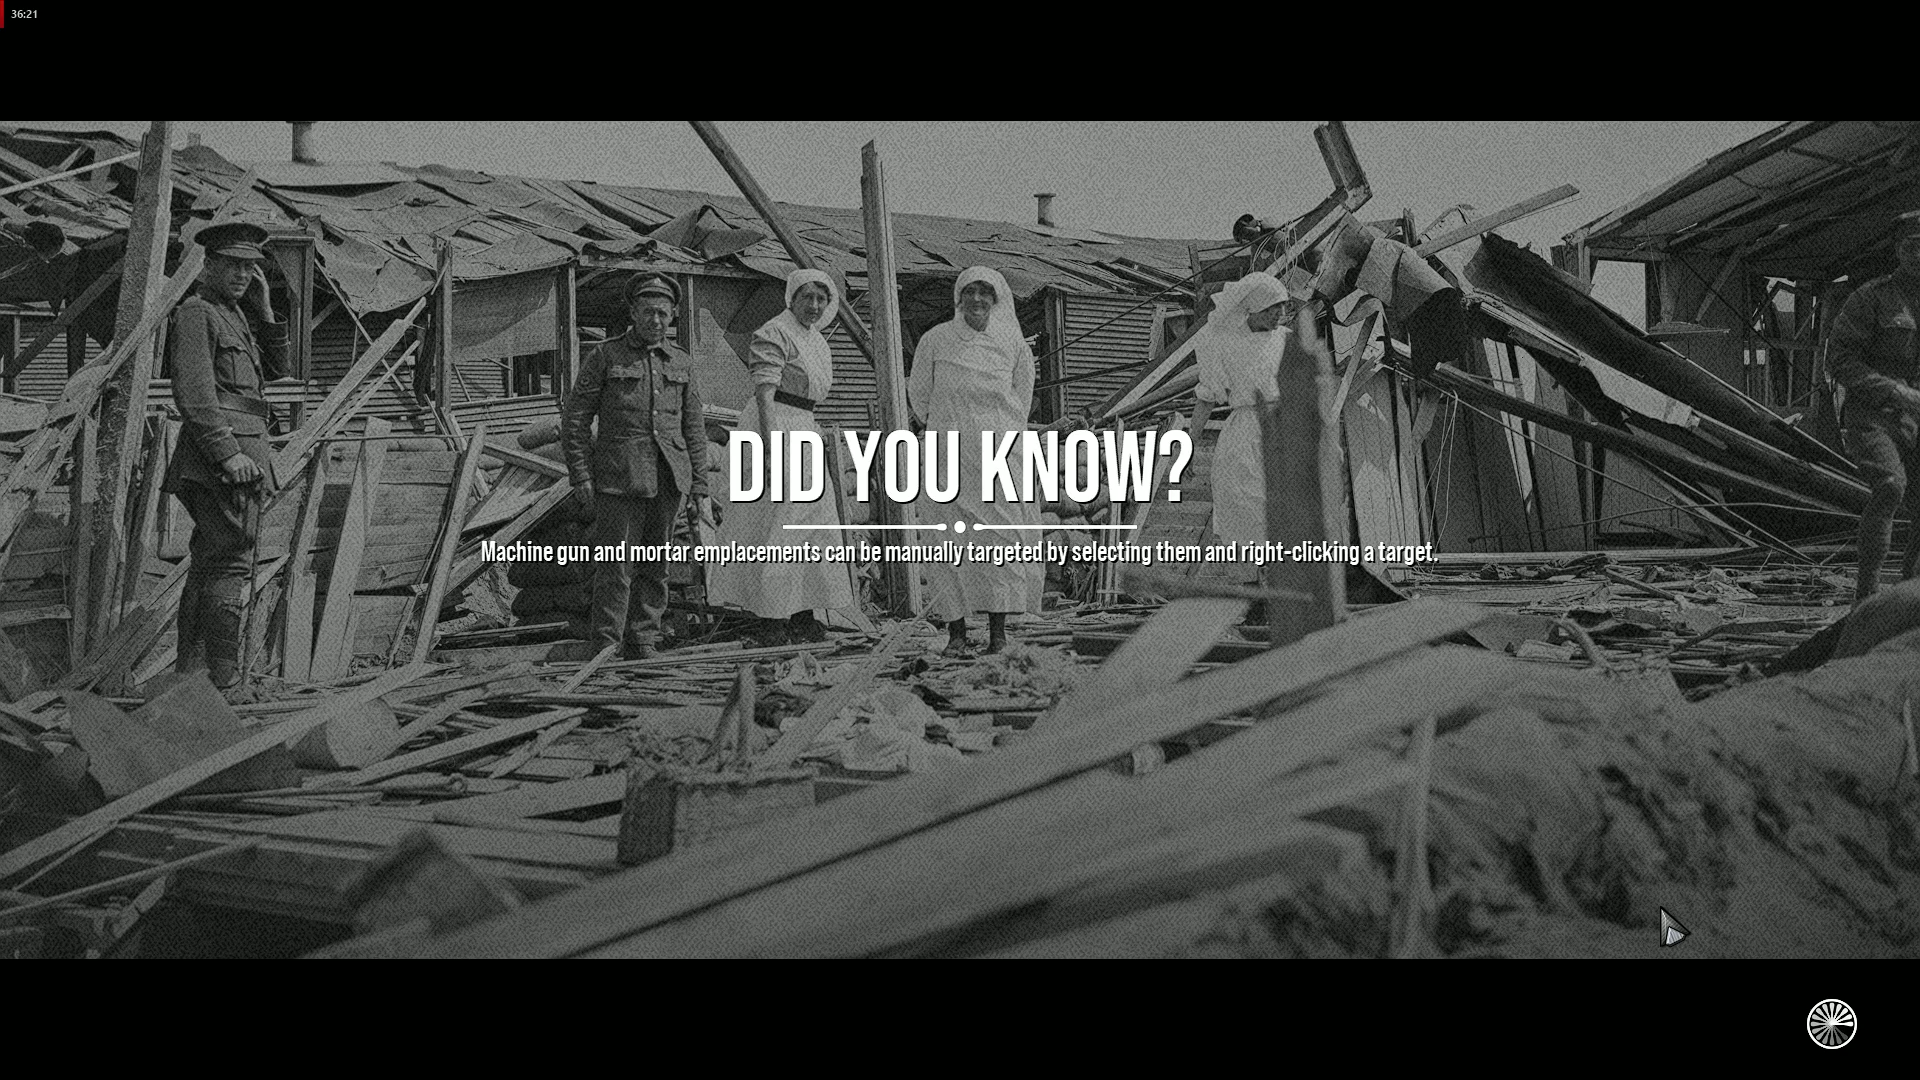 36:21
DID YOU KNOW?
Machine gun and mortar emplacements can be manually targeted by selecting them and right-clicking a target.